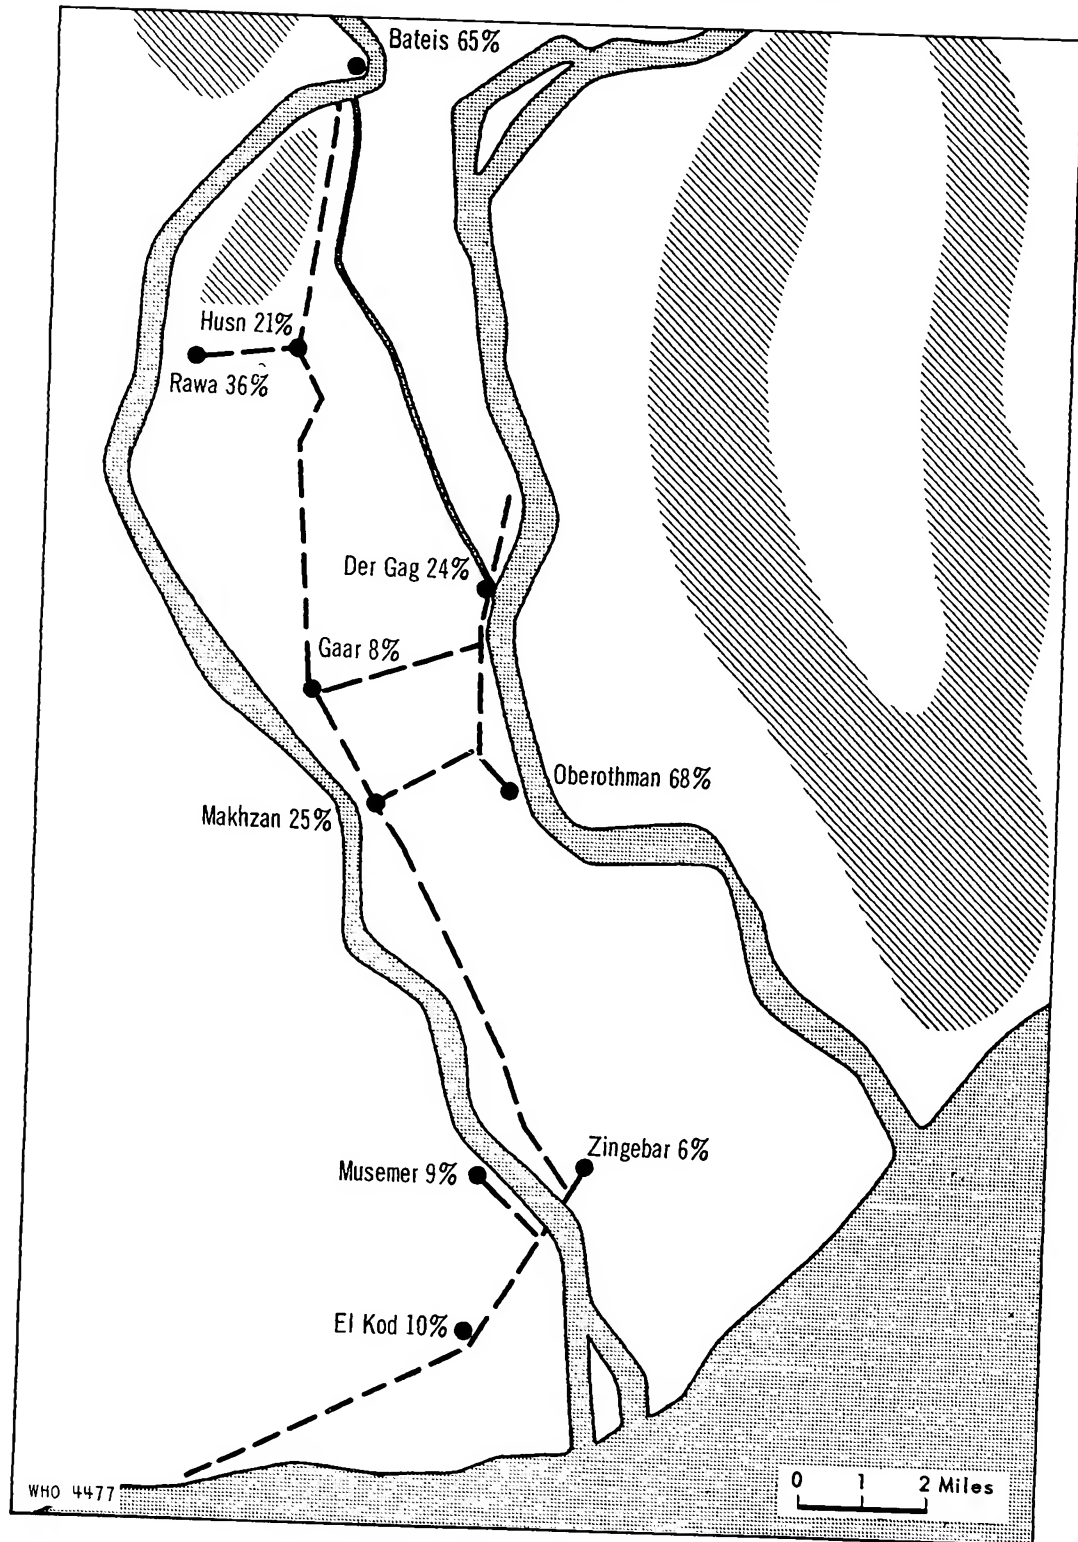 Bateis 65%
Husn 21%
Rawa 36%
Der Gag 24%
Gaar 8%
Oberothman 68%
Makhzan 25%
Zingebar 6%
Musemer 9%
El Kod 10%
WHO 4477
0 1 2 Miles